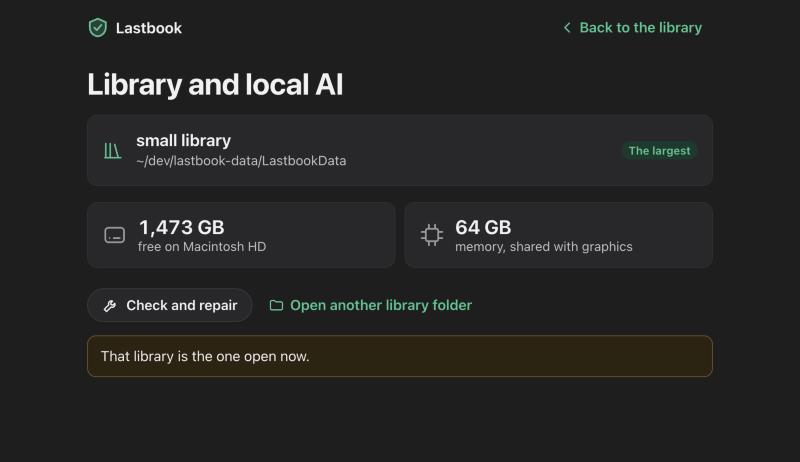 Lastbook
Back to the library
Library and local AI
small library
~/dev/lastbook-data/LastbookData
The largest
1,473 GB
free on Macintosh HD
64 GB
memory, shared with graphics
Check and repair
Open another library folder
That library is the one open now.